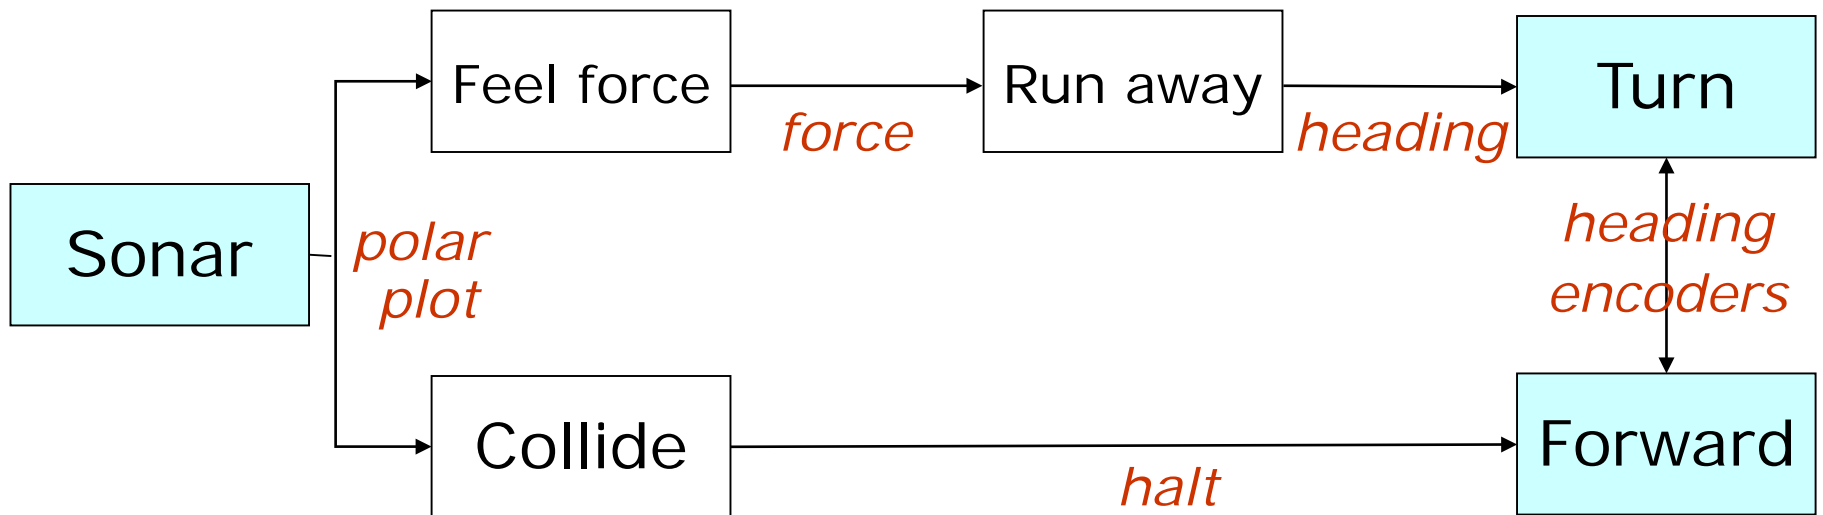 Feel force
Run away
Turn
force
heading
Sonar
polar
plot
heading
encoders
Collide
Forward
halt